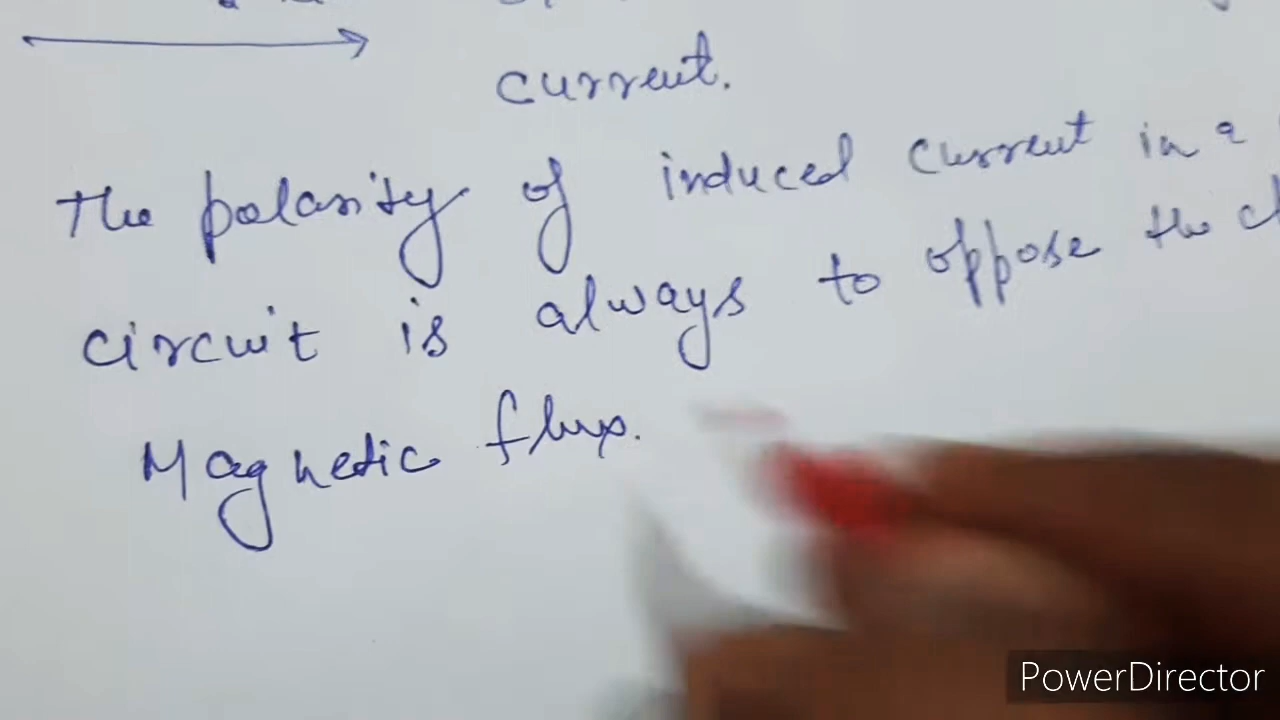 current.
The polarity of induced current in a
circuit is always to oppose the
Magnetic flux.
PowerDirector